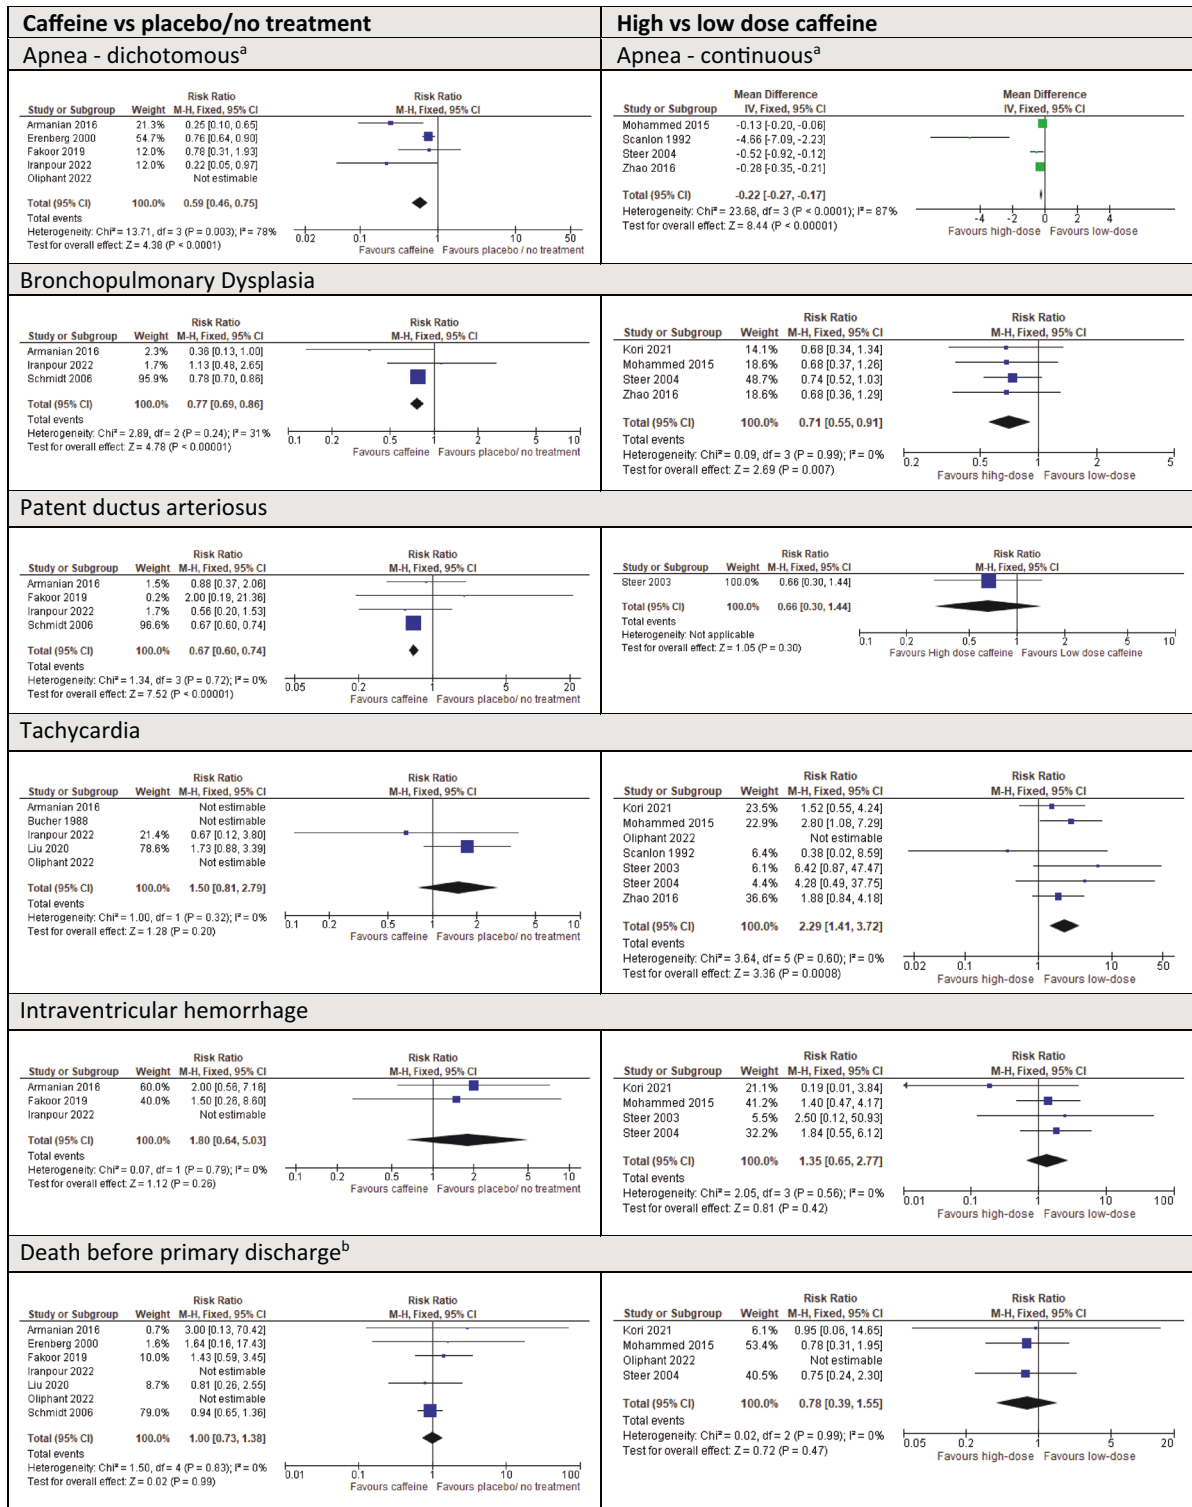 Caffeine vs placebo/no treatment
High vs low dose caffeine
Apnea - dichotomousᵃ
Apnea - continuousᵃ
Risk Ratio Risk Ratio
Study or Subgroup Weight M-H, Fixed, 95% CI M-H, Fixed, 95% CI
Armanian 2016 21.3% 0.25 [0.10, 0.65]
Erenberg 2000 54.7% 0.76 [0.64, 0.90]
Fakoor 2019 12.0% 0.78 [0.31, 1.93]
Iranpour 2022 12.0% 0.22 [0.05, 0.97]
Oliphant 2022 Not estimable
Total (95% CI) 100.0% 0.59 [0.46, 0.75]
Total events
Heterogeneity: Chi² = 13.71, df = 3 (P = 0.003); I² = 78%
Test for overall effect: Z = 4.38 (P < 0.0001)
0.02 0.1 1 10 50
Favours caffeine Favours placebo / no treatment
Mean Difference Mean Difference
Study or Subgroup IV, Fixed, 95% CI IV, Fixed, 95% CI
Mohammed 2015 -0.13 [-0.20, -0.06]
Scanlon 1992 -4.66 [-7.09, -2.23]
Steer 2004 -0.52 [-0.92, -0.12]
Zhao 2016 -0.28 [-0.35, -0.21]
Total (95% CI) -0.22 [-0.27, -0.17]
Heterogeneity: Chi² = 23.68, df = 3 (P < 0.0001); I² = 87%
Test for overall effect: Z = 8.44 (P < 0.00001)
-4 -2 0 2 4
Favours high-dose Favours low-dose
Bronchopulmonary Dysplasia
Risk Ratio Risk Ratio
Study or Subgroup Weight M-H, Fixed, 95% CI M-H, Fixed, 95% CI
Armanian 2016 2.3% 0.36 [0.13, 1.00]
Iranpour 2022 1.7% 1.13 [0.48, 2.65]
Schmidt 2006 95.9% 0.78 [0.70, 0.86]
Total (95% CI) 100.0% 0.77 [0.69, 0.86]
Total events
Heterogeneity: Chi² = 2.89, df = 2 (P = 0.24); I² = 31%
Test for overall effect: Z = 4.78 (P < 0.00001)
0.1 0.2 0.5 1 2 5 10
Favours caffeine Favours placebo/ no treatment
Risk Ratio Risk Ratio
Study or Subgroup Weight M-H, Fixed, 95% CI M-H, Fixed, 95% CI
Kori 2021 14.1% 0.68 [0.34, 1.34]
Mohammed 2015 18.6% 0.68 [0.37, 1.26]
Steer 2004 48.7% 0.74 [0.52, 1.03]
Zhao 2016 18.6% 0.68 [0.36, 1.29]
Total (95% CI) 100.0% 0.71 [0.55, 0.91]
Total events
Heterogeneity: Chi² = 0.09, df = 3 (P = 0.99); I² = 0%
Test for overall effect: Z = 2.69 (P = 0.007)
0.2 0.5 1 2 5
Favours hihg-dose Favours low-dose
Patent ductus arteriosus
Risk Ratio Risk Ratio
Study or Subgroup Weight M-H, Fixed, 95% CI M-H, Fixed, 95% CI
Armanian 2016 1.5% 0.88 [0.37, 2.06]
Fakoor 2019 0.2% 2.00 [0.19, 21.36]
Iranpour 2022 1.7% 0.56 [0.20, 1.53]
Schmidt 2006 96.6% 0.67 [0.60, 0.74]
Total (95% CI) 100.0% 0.67 [0.60, 0.74]
Total events
Heterogeneity: Chi² = 1.34, df = 3 (P = 0.72); I² = 0%
Test for overall effect: Z = 7.52 (P < 0.00001)
0.05 0.2 1 5 20
Favours caffeine Favours placebo/ no treatment
Risk Ratio Risk Ratio
Study or Subgroup Weight M-H, Fixed, 95% CI M-H, Fixed, 95% CI
Steer 2003 100.0% 0.66 [0.30, 1.44]
Total (95% CI) 100.0% 0.66 [0.30, 1.44]
Total events
Heterogeneity: Not applicable
Test for overall effect: Z = 1.05 (P = 0.30)
0.1 0.2 0.5 1 2 5 10
Favours High dose caffeine Favours Low dose caffeine
Tachycardia
Risk Ratio Risk Ratio
Study or Subgroup Weight M-H, Fixed, 95% CI M-H, Fixed, 95% CI
Armanian 2016 Not estimable
Bucher 1988 Not estimable
Iranpour 2022 21.4% 0.67 [0.12, 3.80]
Liu 2020 78.6% 1.73 [0.88, 3.39]
Oliphant 2022 Not estimable
Total (95% CI) 100.0% 1.50 [0.81, 2.79]
Total events
Heterogeneity: Chi² = 1.00, df = 1 (P = 0.32); I² = 0%
Test for overall effect: Z = 1.28 (P = 0.20)
0.1 0.2 0.5 1 2 5 10
Favours caffeine Favours placebo/ no treatment
Risk Ratio Risk Ratio
Study or Subgroup Weight M-H, Fixed, 95% CI M-H, Fixed, 95% CI
Kori 2021 23.5% 1.52 [0.55, 4.24]
Mohammed 2015 22.9% 2.80 [1.08, 7.29]
Oliphant 2022 Not estimable
Scanlon 1992 6.4% 0.38 [0.02, 8.59]
Steer 2003 6.1% 6.42 [0.87, 47.47]
Steer 2004 4.4% 4.28 [0.49, 37.75]
Zhao 2016 36.6% 1.88 [0.84, 4.18]
Total (95% CI) 100.0% 2.29 [1.41, 3.72]
Total events
Heterogeneity: Chi² = 3.64, df = 5 (P = 0.60); I² = 0%
Test for overall effect: Z = 3.36 (P = 0.0008)
0.02 0.1 1 10 50
Favours high-dose Favours low-dose
Intraventricular hemorrhage
Risk Ratio Risk Ratio
Study or Subgroup Weight M-H, Fixed, 95% CI M-H, Fixed, 95% CI
Armanian 2016 60.0% 2.00 [0.56, 7.16]
Fakoor 2019 40.0% 1.50 [0.26, 8.60]
Iranpour 2022 Not estimable
Total (95% CI) 100.0% 1.80 [0.64, 5.03]
Total events
Heterogeneity: Chi² = 0.07, df = 1 (P = 0.79); I² = 0%
Test for overall effect: Z = 1.12 (P = 0.26)
0.1 0.2 0.5 1 2 5 10
Favours caffeine Favours placebo/ no treatment
Risk Ratio Risk Ratio
Study or Subgroup Weight M-H, Fixed, 95% CI M-H, Fixed, 95% CI
Kori 2021 21.1% 0.19 [0.01, 3.84]
Mohammed 2015 41.2% 1.40 [0.47, 4.17]
Steer 2003 5.5% 2.50 [0.12, 50.93]
Steer 2004 32.2% 1.84 [0.55, 6.12]
Total (95% CI) 100.0% 1.35 [0.65, 2.77]
Total events
Heterogeneity: Chi² = 2.05, df = 3 (P = 0.56); I² = 0%
Test for overall effect: Z = 0.81 (P = 0.42)
0.01 0.1 1 10 100
Favours high-dose Favours low-dose
Death before primary dischargeᵇ
Risk Ratio Risk Ratio
Study or Subgroup Weight M-H, Fixed, 95% CI M-H, Fixed, 95% CI
Armanian 2016 0.7% 3.00 [0.13, 70.42]
Erenberg 2000 1.6% 1.64 [0.16, 17.43]
Fakoor 2019 10.0% 1.43 [0.59, 3.45]
Iranpour 2022 Not estimable
Liu 2020 8.7% 0.81 [0.26, 2.55]
Oliphant 2022 Not estimable
Schmidt 2006 79.0% 0.94 [0.65, 1.36]
Total (95% CI) 100.0% 1.00 [0.73, 1.38]
Total events
Heterogeneity: Chi² = 1.50, df = 4 (P = 0.83); I² = 0%
Test for overall effect: Z = 0.02 (P = 0.99)
0.01 0.1 1 10 100
Favours caffeine Favours placebo/ no treatment
Risk Ratio Risk Ratio
Study or Subgroup Weight M-H, Fixed, 95% CI M-H, Fixed, 95% CI
Kori 2021 6.1% 0.95 [0.06, 14.65]
Mohammed 2015 53.4% 0.78 [0.31, 1.95]
Oliphant 2022 Not estimable
Steer 2004 40.5% 0.75 [0.24, 2.30]
Total (95% CI) 100.0% 0.78 [0.39, 1.55]
Total events
Heterogeneity: Chi² = 0.02, df = 2 (P = 0.99); I² = 0%
Test for overall effect: Z = 0.72 (P = 0.47)
0.05 0.2 1 5 20
Favours high-dose Favours low-dose